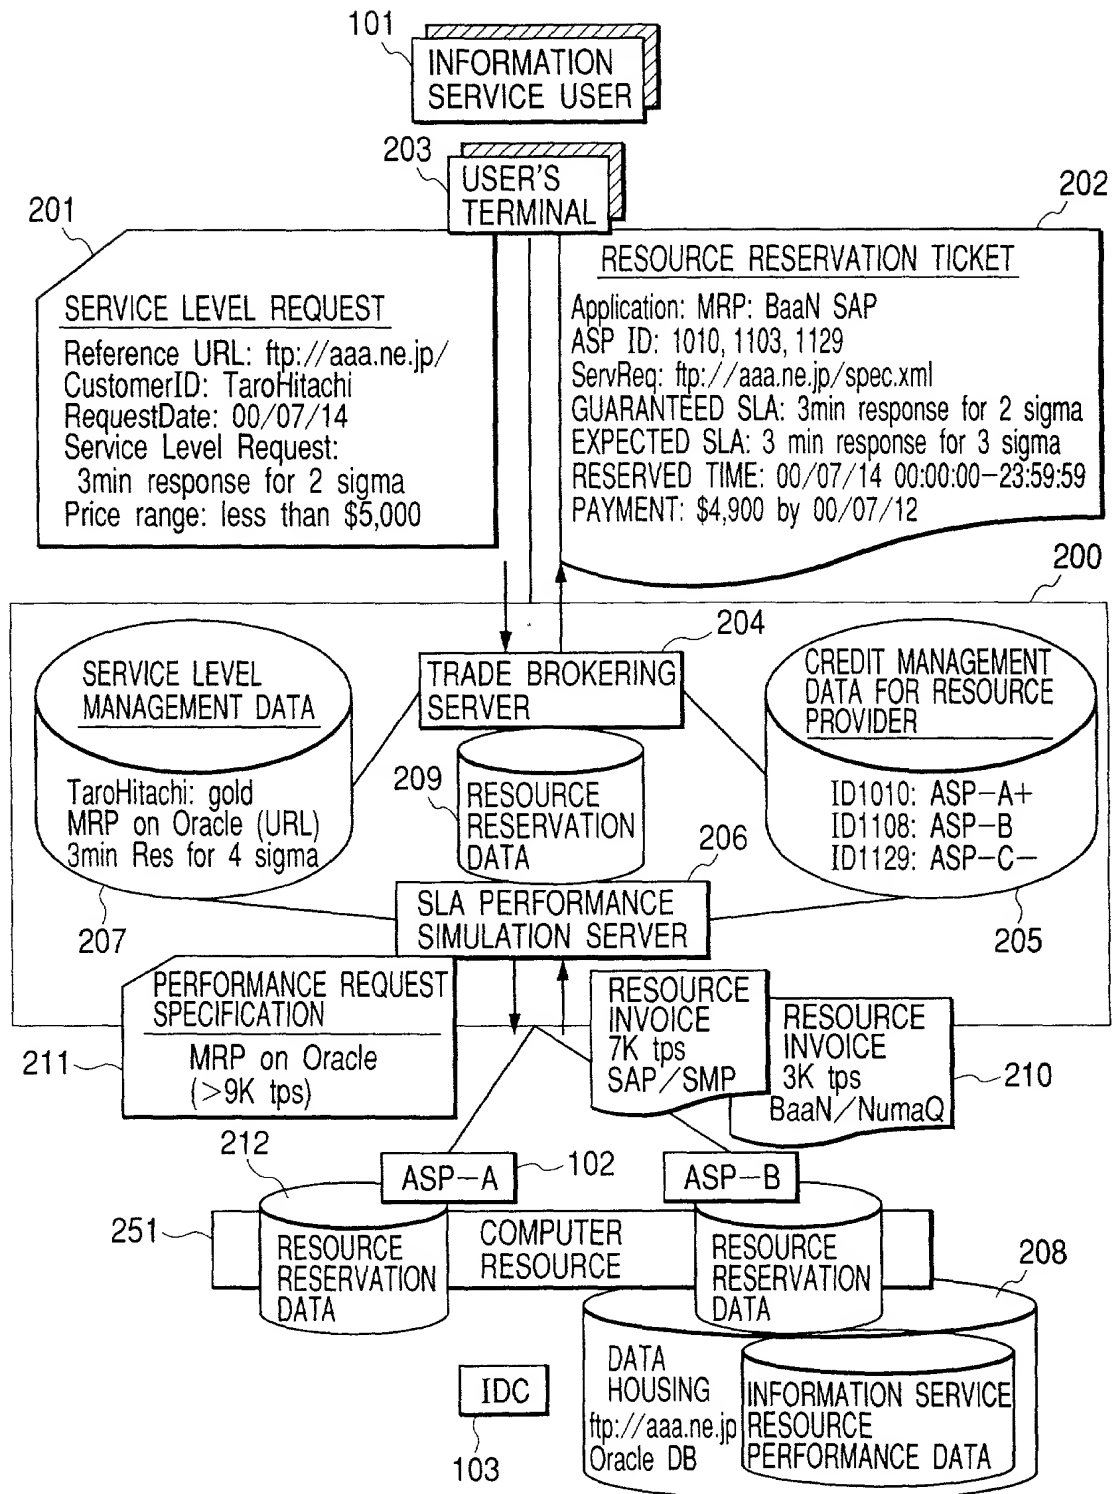 101
INFORMATION
SERVICE USER
203
USER'S
TERMINAL
201
202
SERVICE LEVEL REQUEST
Reference URL: ftp://aaa.ne.jp/
CustomerID: TaroHitachi
RequestDate: 00/07/14
Service Level Request:
3min response for 2 sigma
Price range: less than $5,000
RESOURCE RESERVATION TICKET
Application: MRP: BaaN SAP
ASP ID: 1010, 1103, 1129
ServReq: ftp://aaa.ne.jp/spec.xml
GUARANTEED SLA: 3min response for 2 sigma
EXPECTED SLA: 3 min response for 3 sigma
RESERVED TIME: 00/07/14 00:00:00-23:59:59
PAYMENT: $4,900 by 00/07/12
200
204
SERVICE LEVEL
MANAGEMENT DATA
TaroHitachi: gold
MRP on Oracle (URL)
3min Res for 4 sigma
207
TRADE BROKERING
SERVER
209
RESOURCE
RESERVATION
DATA
206
SLA PERFORMANCE
SIMULATION SERVER
CREDIT MANAGEMENT
DATA FOR RESOURCE
PROVIDER
ID1010: ASP-A+
ID1108: ASP-B
ID1129: ASP-C-
205
PERFORMANCE REQUEST
SPECIFICATION
MRP on Oracle
(>9K tps)
211
RESOURCE
INVOICE
7K tps
SAP/SMP
RESOURCE
INVOICE
3K tps
BaaN/NumaQ
210
212
ASP-A
102
ASP-B
251
RESOURCE
RESERVATION
DATA
COMPUTER
RESOURCE
RESOURCE
RESERVATION
DATA
208
IDC
103
DATA
HOUSING
ftp://aaa.ne.jp
Oracle DB
INFORMATION SERVICE
RESOURCE
PERFORMANCE DATA